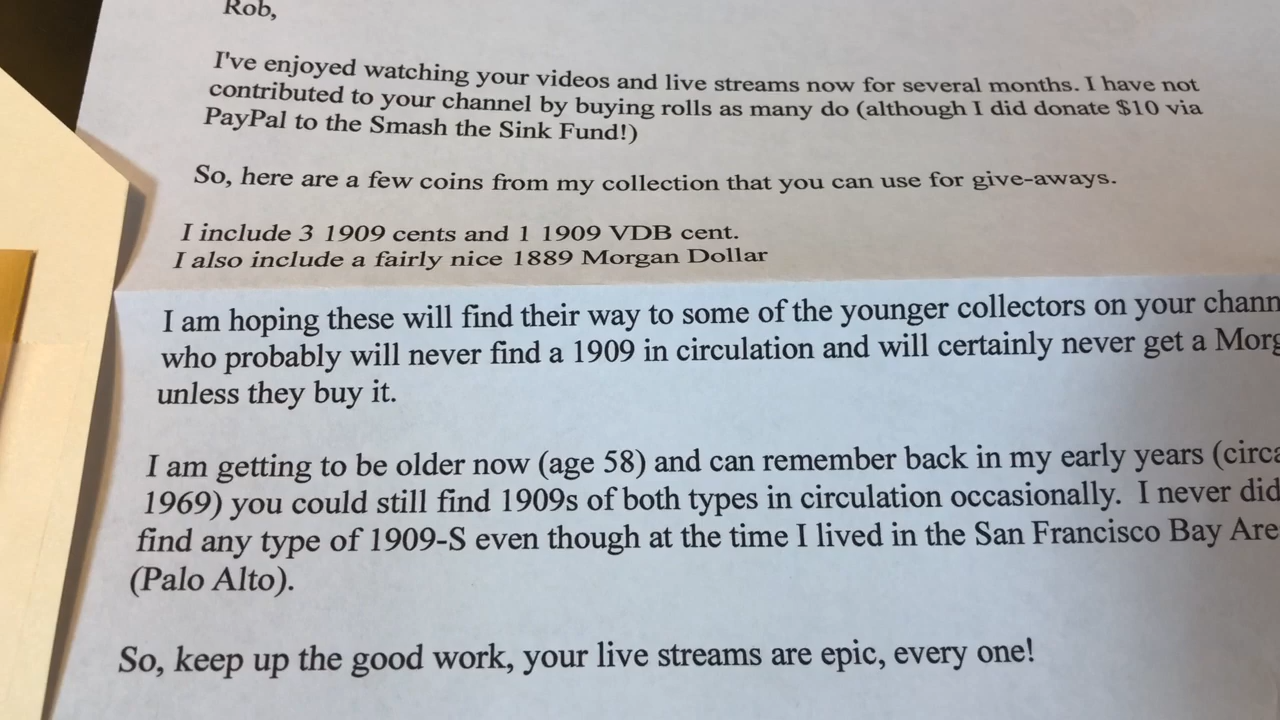 Rob,
I've enjoyed watching your videos and live streams now for several months. I have not
contributed to your channel by buying rolls as many do (although I did donate $10 via
PayPal to the Smash the Sink Fund!)
So, here are a few coins from my collection that you can use for give-aways.
I include 3 1909 cents and 1 1909 VDB cent.
I also include a fairly nice 1889 Morgan Dollar
I am hoping these will find their way to some of the younger collectors on your chann
who probably will never find a 1909 in circulation and will certainly never get a Morg
unless they buy it.
I am getting to be older now (age 58) and can remember back in my early years (circa
1969) you could still find 1909s of both types in circulation occasionally. I never did
find any type of 1909-S even though at the time I lived in the San Francisco Bay Are
(Palo Alto).
So, keep up the good work, your live streams are epic, every one!